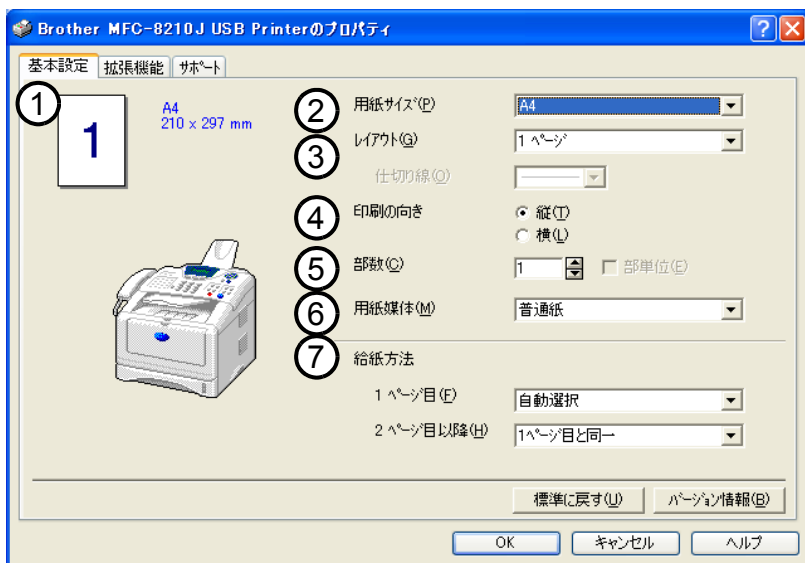 Brother MFC-8210J USB Printerのプロパティ
基本設定 拡張機能 サポート
① 1 A4
210 x 297 mm
② 用紙サイズ(P) A4
③ レイアウト(G) 1 ページ
仕切り線(O)
④ 印刷の向き 縦(T)
横(L)
⑤ 部数(C) 1 部単位(E)
⑥ 用紙媒体(M) 普通紙
⑦ 給紙方法
1 ページ目(F) 自動選択
2 ページ目以降(H) 1ページ目と同一
標準に戻す(U) バージョン情報(B)
OK キャンセル ヘルプ